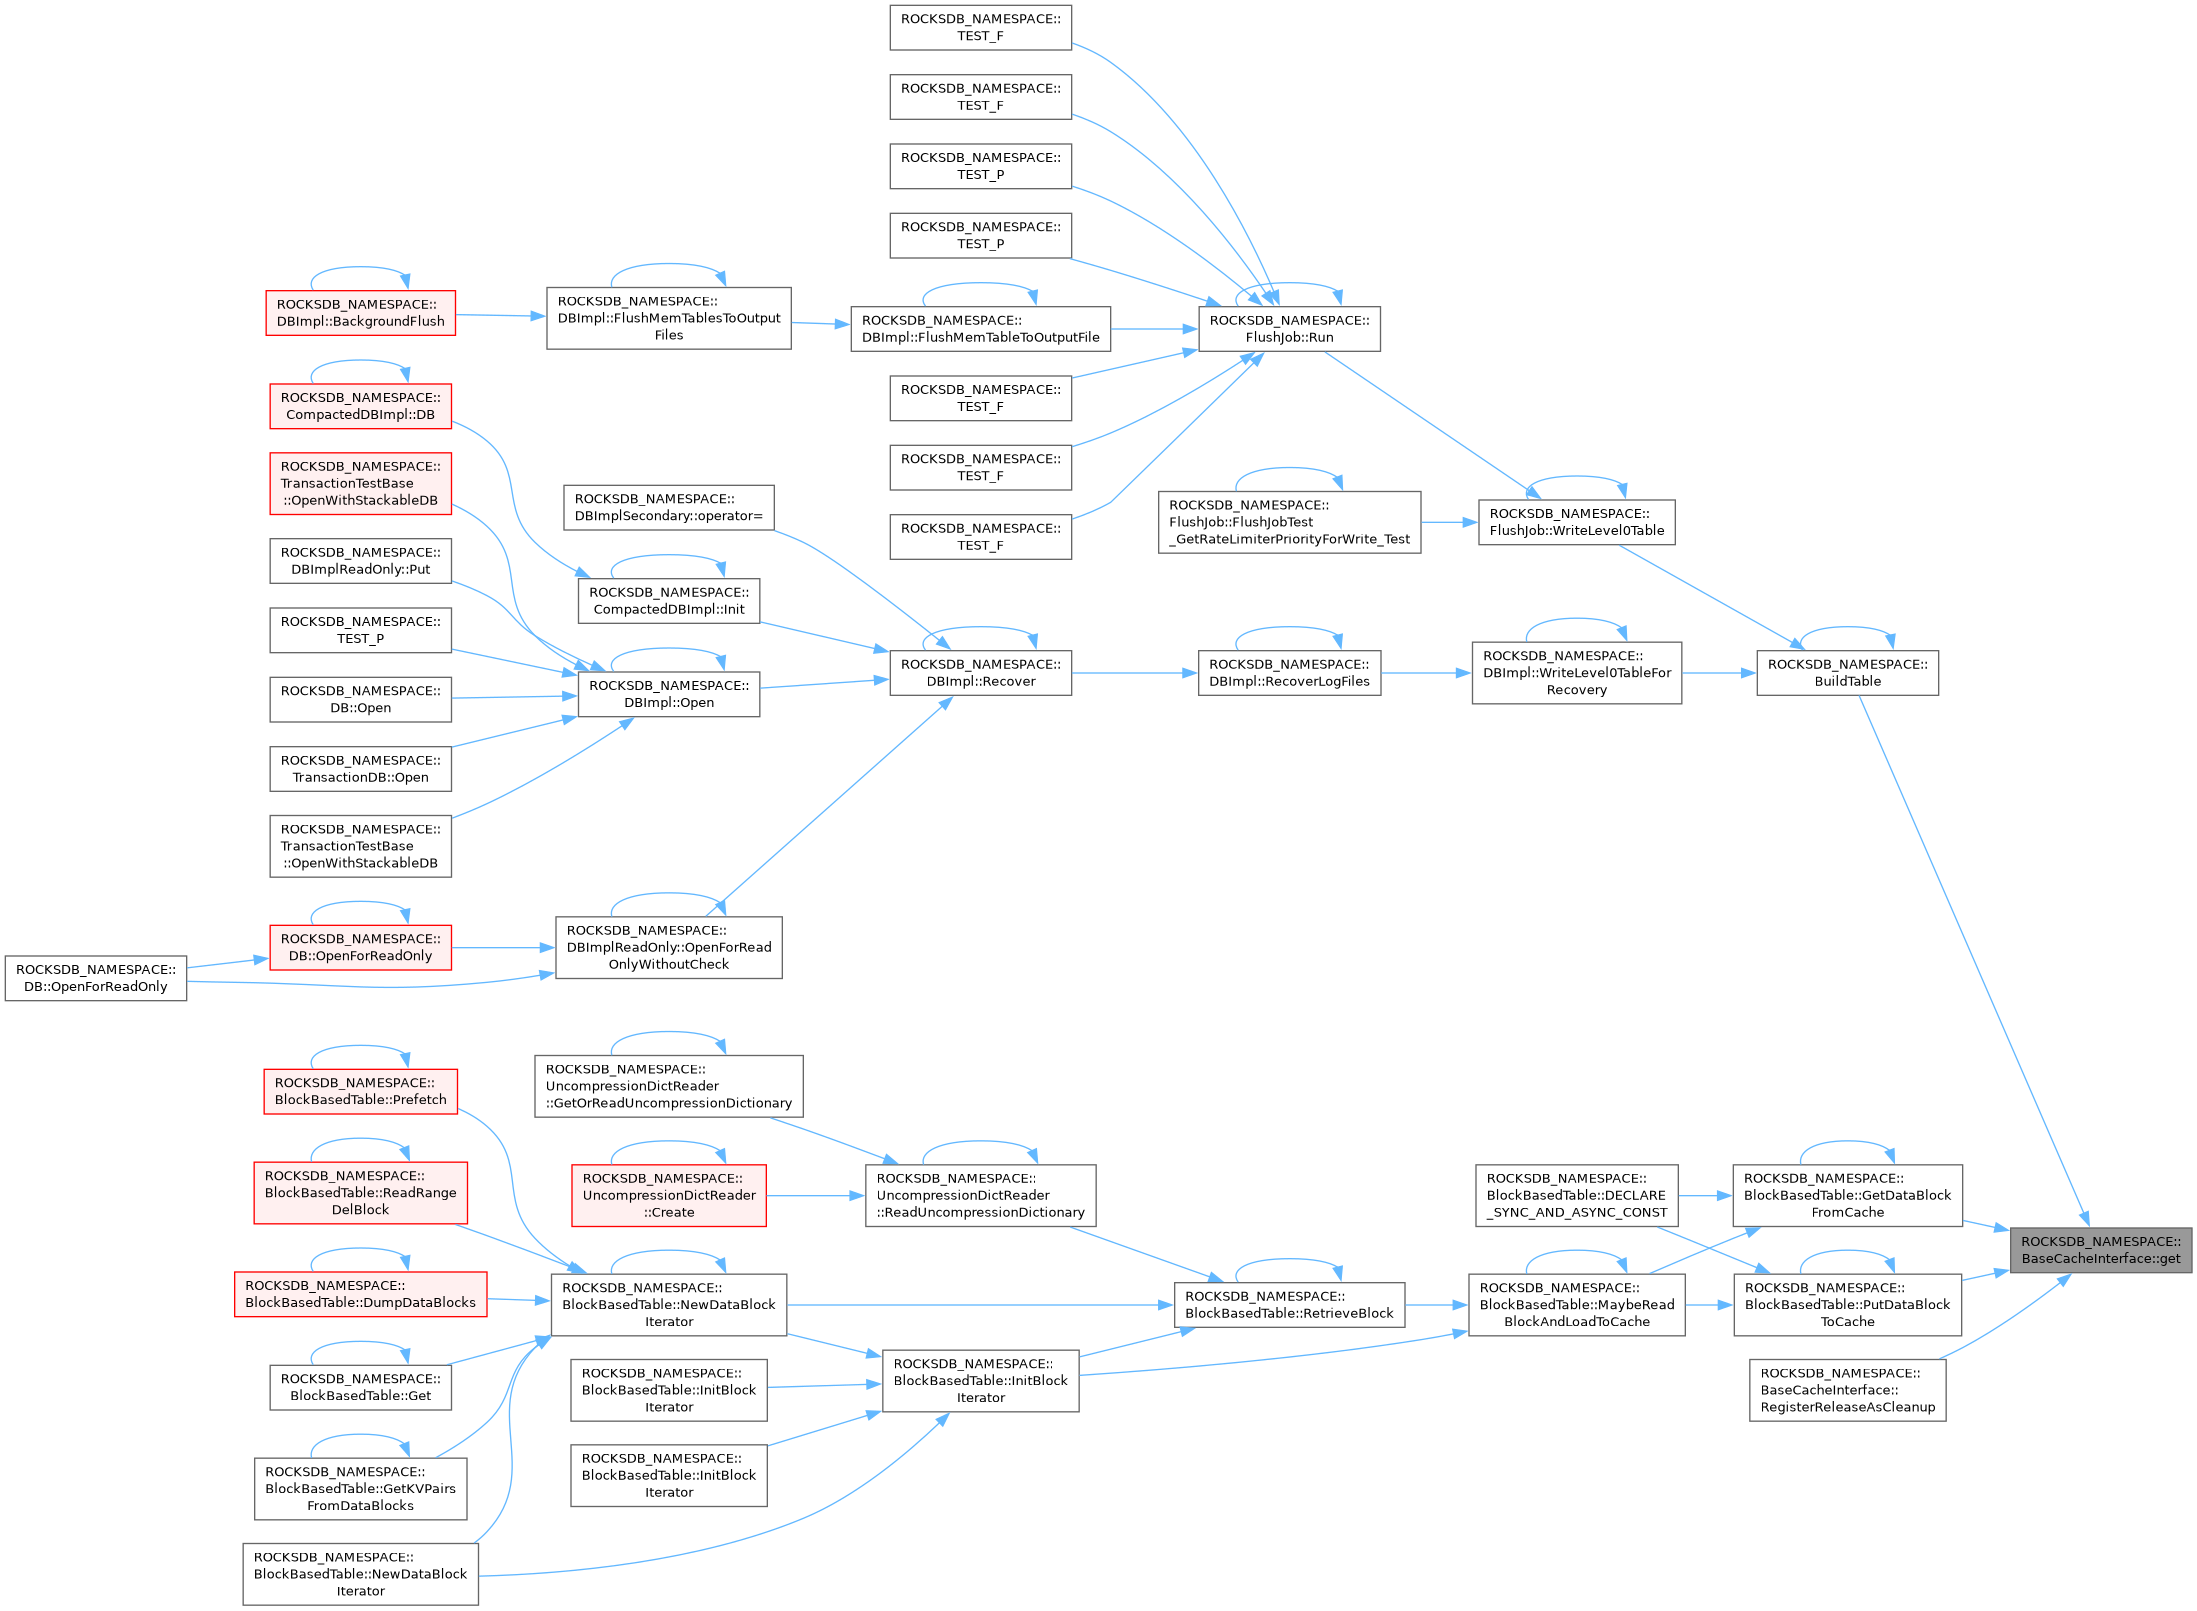 ROCKSDB_NAMESPACE::
TEST_F
ROCKSDB_NAMESPACE::
TEST_F
ROCKSDB_NAMESPACE::
TEST_P
ROCKSDB_NAMESPACE::
TEST_P
ROCKSDB_NAMESPACE::
DBImpl::BackgroundFlush
ROCKSDB_NAMESPACE::
DBImpl::FlushMemTablesToOutput
Files
ROCKSDB_NAMESPACE::
DBImpl::FlushMemTableToOutputFile
ROCKSDB_NAMESPACE::
FlushJob::Run
ROCKSDB_NAMESPACE::
TEST_F
ROCKSDB_NAMESPACE::
TEST_F
ROCKSDB_NAMESPACE::
TEST_F
ROCKSDB_NAMESPACE::
CompactedDBImpl::DB
ROCKSDB_NAMESPACE::
TransactionTestBase
::OpenWithStackableDB
ROCKSDB_NAMESPACE::
DBImplSecondary::operator=
ROCKSDB_NAMESPACE::
FlushJob::FlushJobTest
_GetRateLimiterPriorityForWrite_Test
ROCKSDB_NAMESPACE::
FlushJob::WriteLevel0Table
ROCKSDB_NAMESPACE::
DBImplReadOnly::Put
ROCKSDB_NAMESPACE::
CompactedDBImpl::Init
ROCKSDB_NAMESPACE::
TEST_P
ROCKSDB_NAMESPACE::
DBImpl::Open
ROCKSDB_NAMESPACE::
DBImpl::Recover
ROCKSDB_NAMESPACE::
DBImpl::RecoverLogFiles
ROCKSDB_NAMESPACE::
DBImpl::WriteLevel0TableFor
Recovery
ROCKSDB_NAMESPACE::
BuildTable
ROCKSDB_NAMESPACE::
DB::Open
ROCKSDB_NAMESPACE::
TransactionDB::Open
ROCKSDB_NAMESPACE::
TransactionTestBase
::OpenWithStackableDB
ROCKSDB_NAMESPACE::
DB::OpenForReadOnly
ROCKSDB_NAMESPACE::
DB::OpenForReadOnly
ROCKSDB_NAMESPACE::
DBImplReadOnly::OpenForRead
OnlyWithoutCheck
ROCKSDB_NAMESPACE::
BlockBasedTable::Prefetch
ROCKSDB_NAMESPACE::
UncompressionDictReader
::GetOrReadUncompressionDictionary
ROCKSDB_NAMESPACE::
BlockBasedTable::ReadRange
DelBlock
ROCKSDB_NAMESPACE::
UncompressionDictReader
::Create
ROCKSDB_NAMESPACE::
UncompressionDictReader
::ReadUncompressionDictionary
ROCKSDB_NAMESPACE::
BlockBasedTable::DECLARE
_SYNC_AND_ASYNC_CONST
ROCKSDB_NAMESPACE::
BlockBasedTable::GetDataBlock
FromCache
ROCKSDB_NAMESPACE::
BaseCacheInterface::get
ROCKSDB_NAMESPACE::
BlockBasedTable::DumpDataBlocks
ROCKSDB_NAMESPACE::
BlockBasedTable::NewDataBlock
Iterator
ROCKSDB_NAMESPACE::
BlockBasedTable::RetrieveBlock
ROCKSDB_NAMESPACE::
BlockBasedTable::MaybeRead
BlockAndLoadToCache
ROCKSDB_NAMESPACE::
BlockBasedTable::PutDataBlock
ToCache
ROCKSDB_NAMESPACE::
BlockBasedTable::Get
ROCKSDB_NAMESPACE::
BlockBasedTable::InitBlock
Iterator
ROCKSDB_NAMESPACE::
BlockBasedTable::InitBlock
Iterator
ROCKSDB_NAMESPACE::
BaseCacheInterface::
RegisterReleaseAsCleanup
ROCKSDB_NAMESPACE::
BlockBasedTable::GetKVPairs
FromDataBlocks
ROCKSDB_NAMESPACE::
BlockBasedTable::InitBlock
Iterator
ROCKSDB_NAMESPACE::
BlockBasedTable::NewDataBlock
Iterator